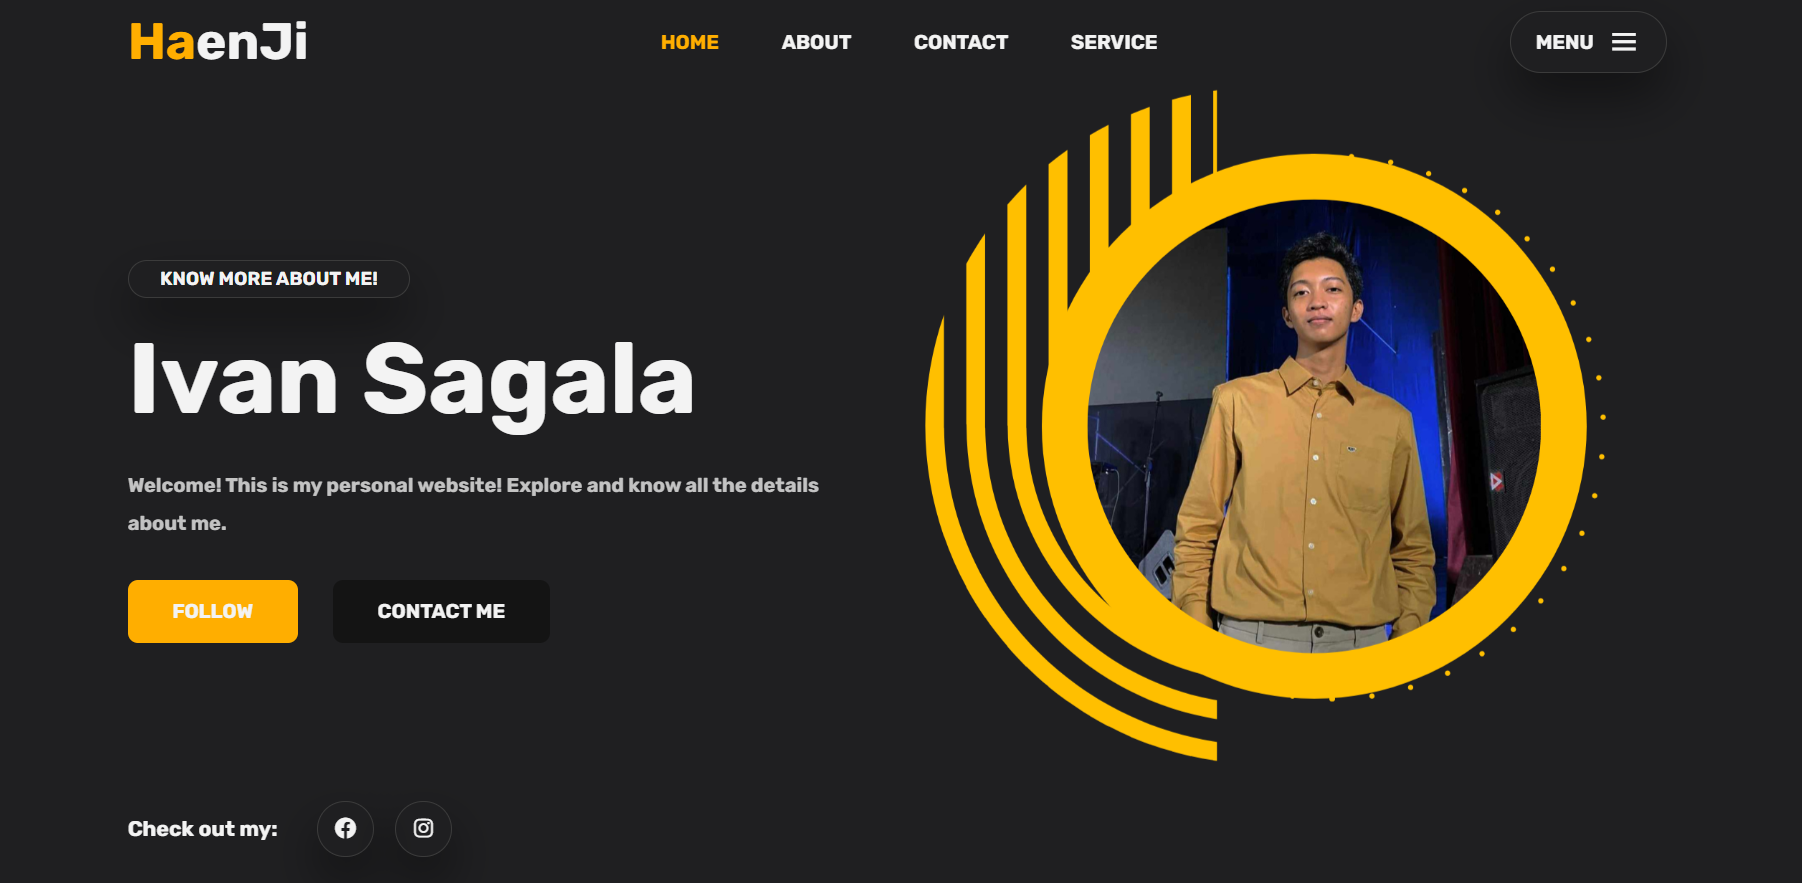 HaenJi
HOME
ABOUT
CONTACT
SERVICE
MENU
KNOW MORE ABOUT ME!
Ivan Sagala
Welcome! This is my personal website! Explore and know all the details
about me.
FOLLOW
CONTACT ME
Check out my: